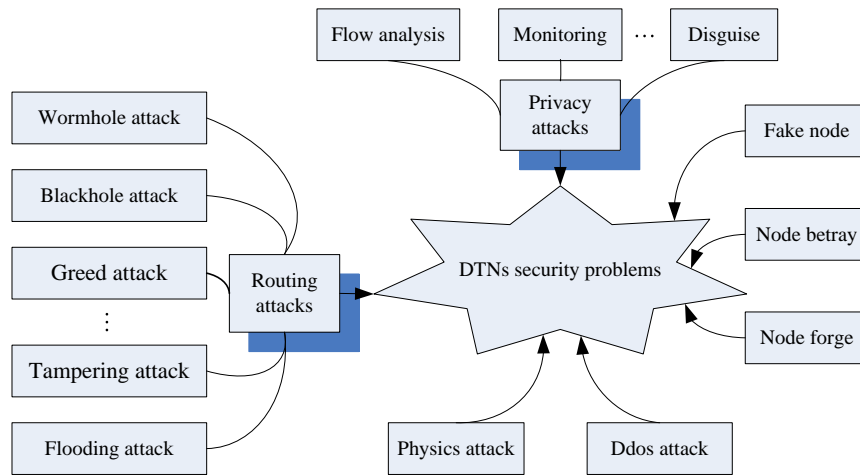 Flow analysis
Monitoring
...
Disguise
Privacy
attacks
Wormhole attack
Blackhole attack
Greed attack
...
Tampering attack
Flooding attack
Routing
attacks
DTNs security problems
Fake node
Node betray
Node forge
Physics attack
Ddos attack